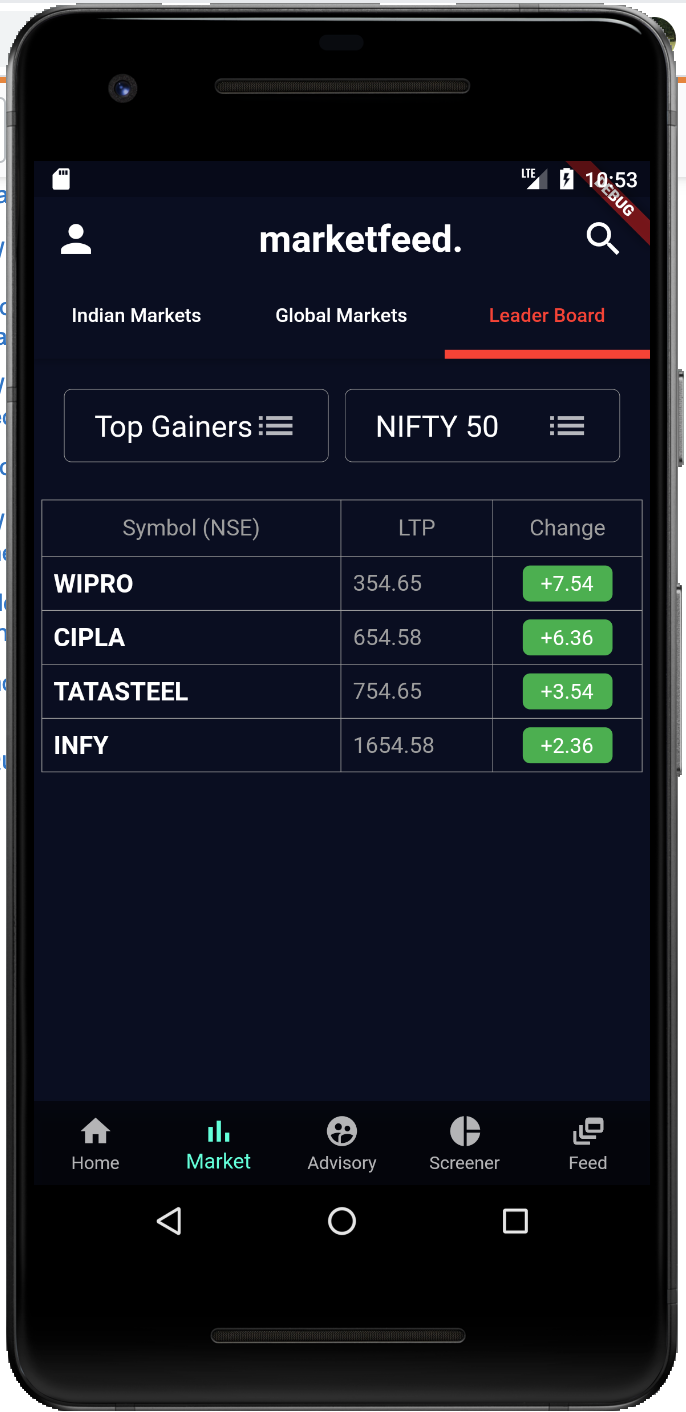 LTE 10:53
DEBUG
marketfeed.
Indian Markets Global Markets Leader Board
Top Gainers NIFTY 50
Symbol (NSE) LTP Change
WIPRO 354.65 +7.54
CIPLA 654.58 +6.36
TATASTEEL 754.65 +3.54
INFY 1654.58 +2.36
Home Market Advisory Screener Feed